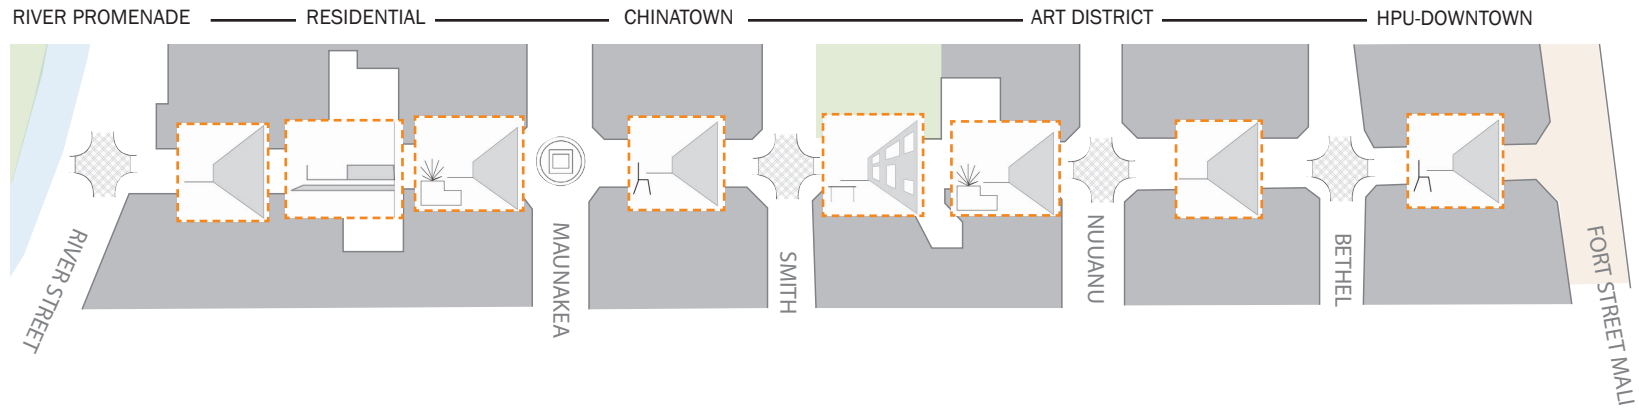 RIVER PROMENADE
RESIDENTIAL
CHINATOWN
ART DISTRICT
HPU-DOWNTOWN
RIVER STREET
MAUNAKEA
SMITH
NUUANU
BETHEL
FORT STREET MALL